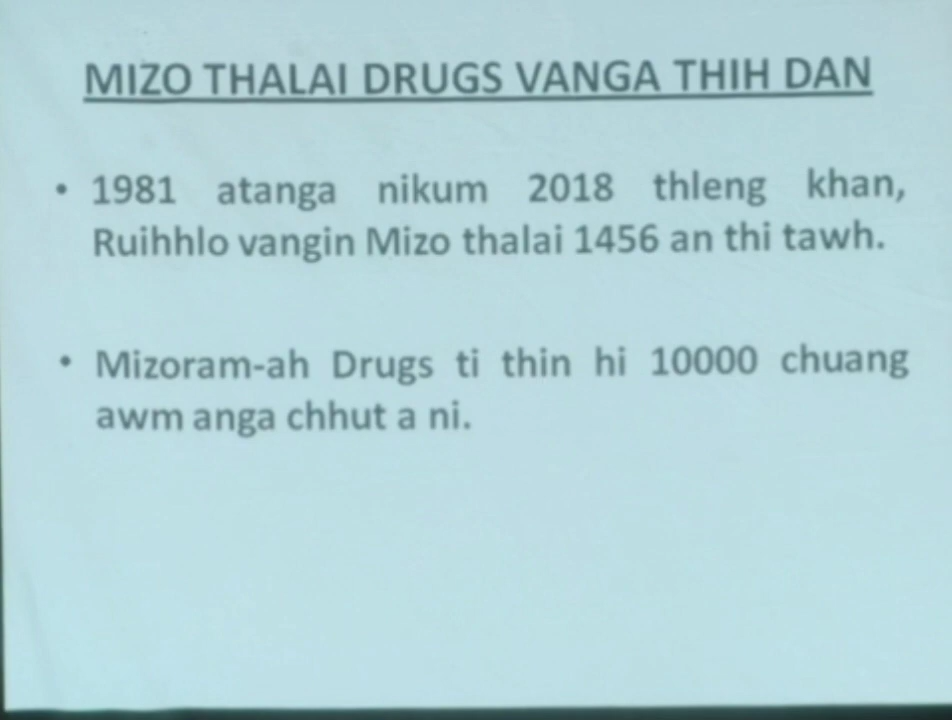 MIZO THALAI DRUGS VANGA THIH DAN
• 1981 atanga nikum 2018 thleng khan,
Ruihhlo vangin Mizo thalai 1456 an thi tawh.
• Mizoram-ah Drugs ti thin hi 10000 chuang
awm anga chhut a ni.